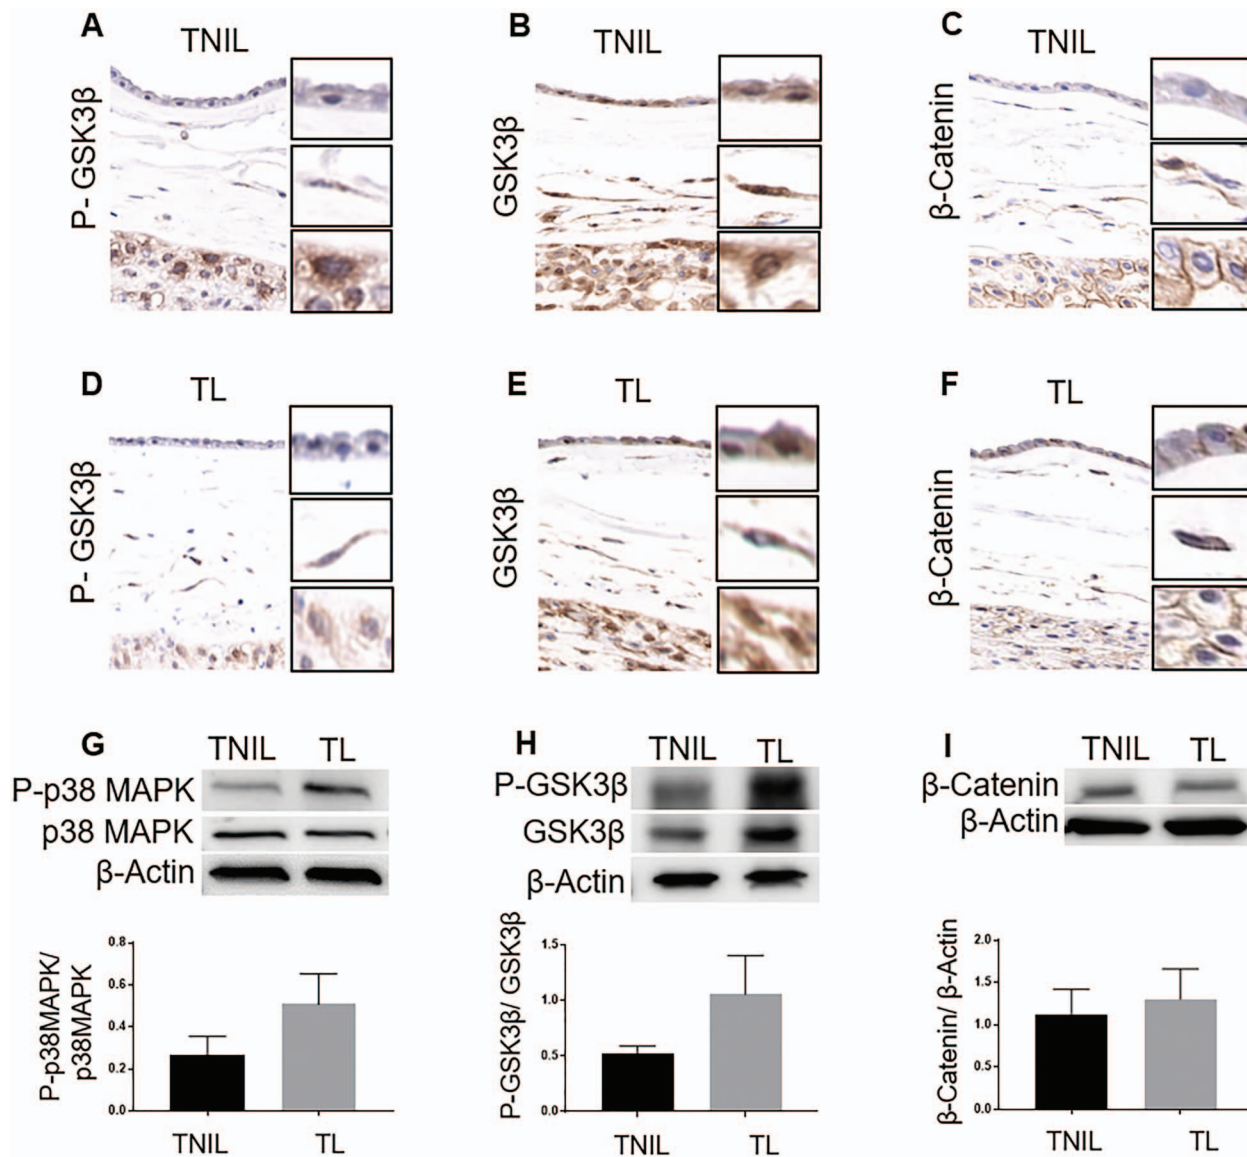 A
TNIL
P- GSK3β
B
TNIL
GSK3β
C
TNIL
β-Catenin
D
TL
P- GSK3β
E
TL
GSK3β
F
TL
β-Catenin
G
TNIL TL
P-p38 MAPK
p38 MAPK
β-Actin
P-p38MAPK/
p38MAPK
0.8
0.6
0.4
0.2
0.0
TNIL TL
H
TNIL TL
P-GSK3β
GSK3β
β-Actin
P-GSK3β/ GSK3β
1.5
1.0
0.5
0.0
TNIL TL
I
TNIL TL
β-Catenin
β-Actin
β-Catenin/ β-Actin
2.0
1.5
1.0
0.5
0.0
TNIL TL